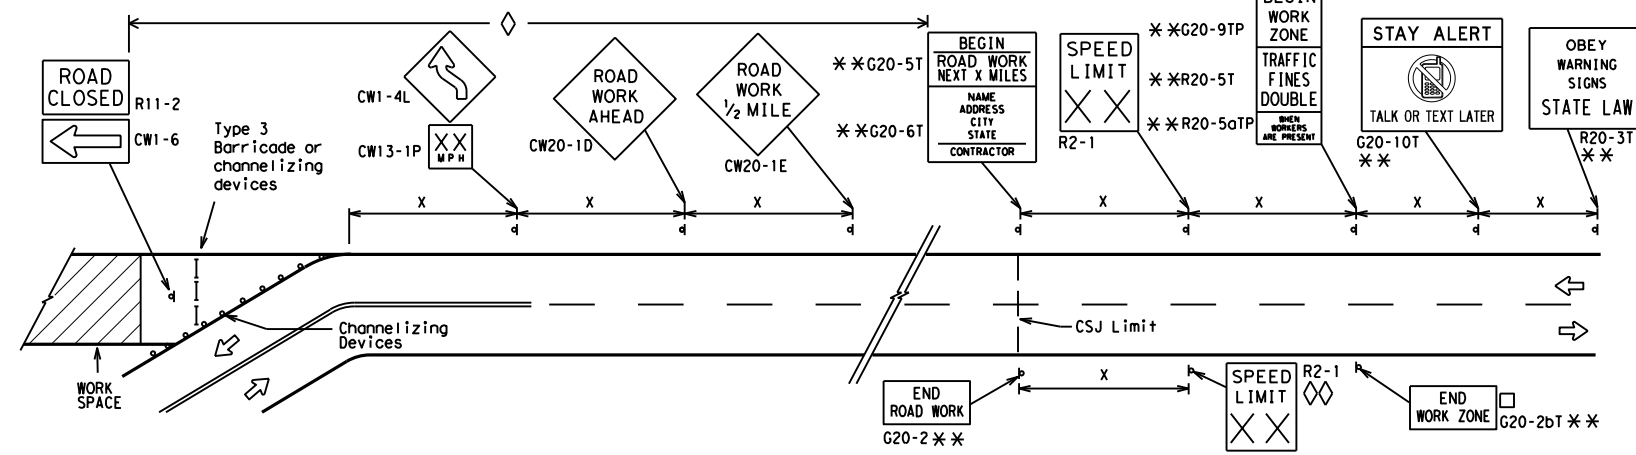 ROAD
CLOSED
R11-2
CW1-6
Type 3
Barricade or
channelizing
devices
CW1-4L
XX
MPH
CW13-1P
ROAD
WORK
AHEAD
CW20-1D
ROAD
WORK
1/2 MILE
CW20-1E
**G20-5T
BEGIN
ROAD WORK
NEXT X MILES
**G20-6T
NAME
ADDRESS
CITY
STATE
CONTRACTOR
SPEED
LIMIT
XX
R2-1
**G20-9TP
BEGIN
WORK
ZONE
**R20-5T
TRAFFIC
FINES
DOUBLE
**R20-5aTP
WHEN
WORKERS
ARE PRESENT
STAY ALERT
TALK OR TEXT LATER
G20-10T
**
OBEY
WARNING
SIGNS
STATE LAW
R20-3T
**
X
X
X
X
X
X
X
Channelizing
Devices
WORK
SPACE
CSJ Limit
END
ROAD WORK
G20-2**
X
SPEED
LIMIT
XX
R2-1
END
WORK ZONE
G20-2bT**